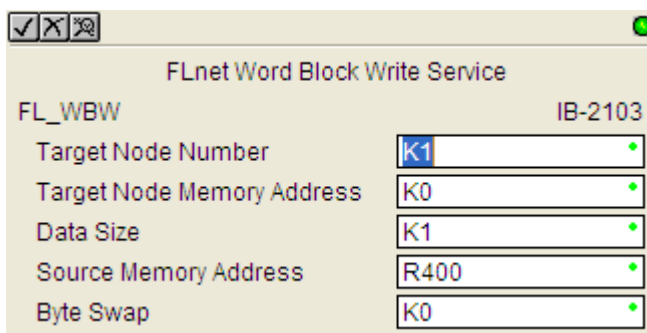 FLnet Word Block Write Service
FL_WBW IB-2103
Target Node Number K1
Target Node Memory Address K0
Data Size K1
Source Memory Address R400
Byte Swap K0